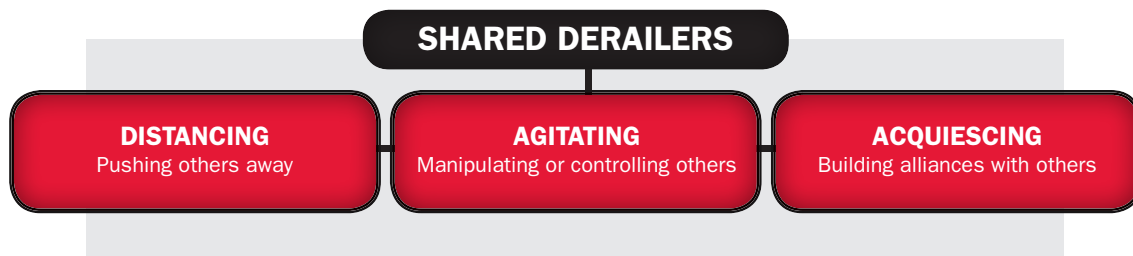 SHARED DERAILERS
DISTANCING
Pushing others away
AGITATING
Manipulating or controlling others
ACQUIESCING
Building alliances with others